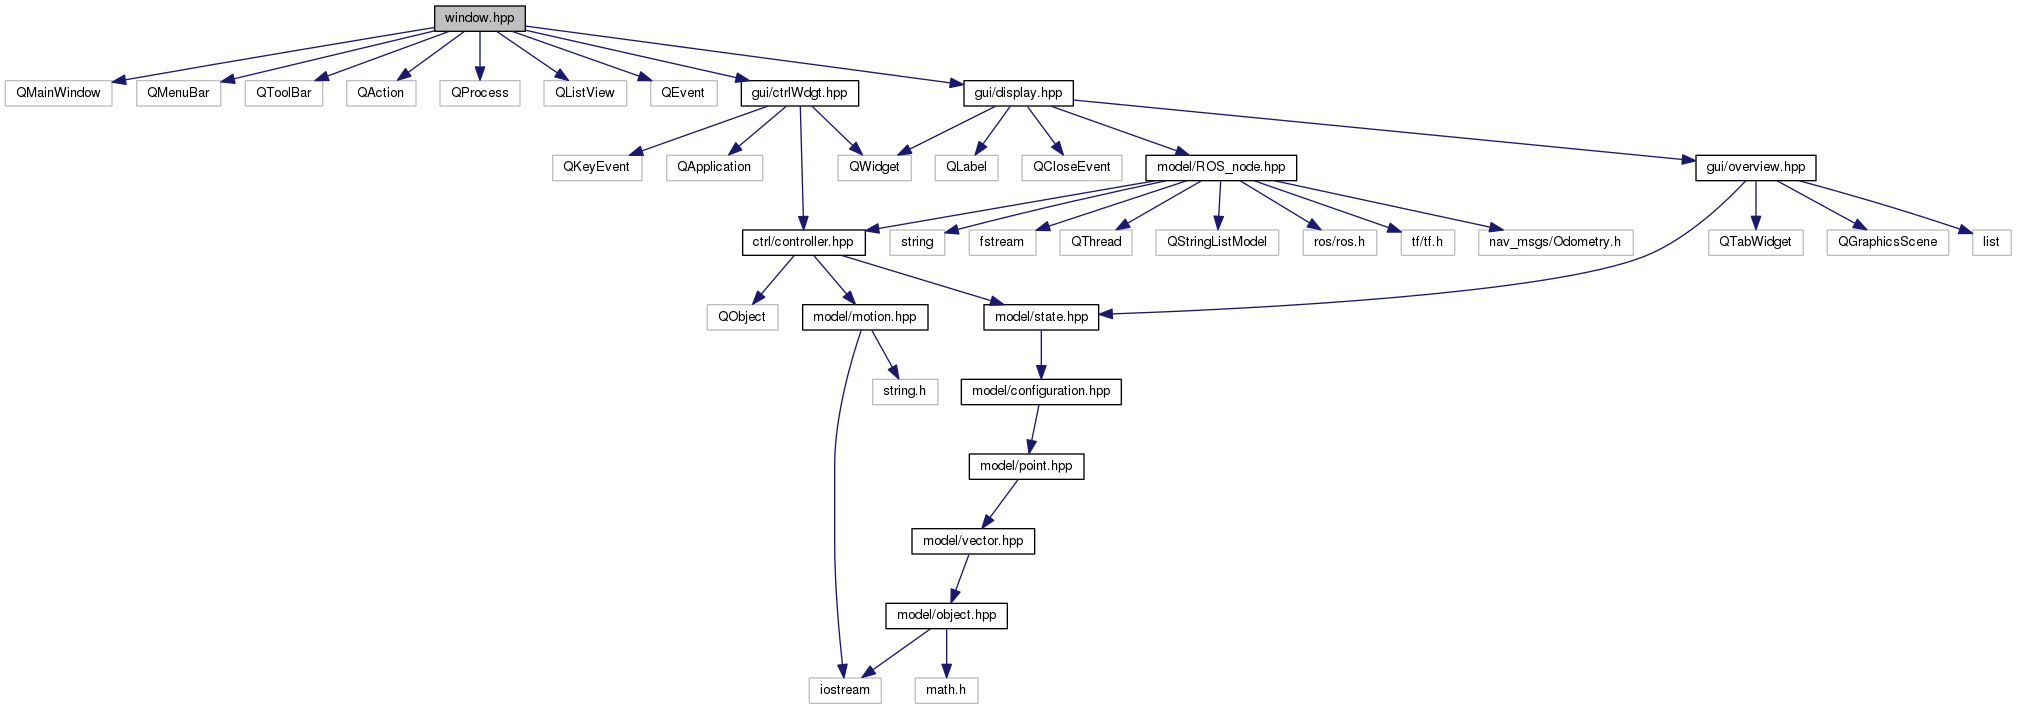 window.hpp
QMainWindow
QMenuBar
QToolBar
QAction
QProcess
QListView
QEvent
gui/ctrlWdgt.hpp
gui/display.hpp
QKeyEvent
QApplication
QWidget
QLabel
QCloseEvent
model/ROS_node.hpp
gui/overview.hpp
ctrl/controller.hpp
string
fstream
QThread
QStringListModel
ros/ros.h
tf/tf.h
nav_msgs/Odometry.h
QTabWidget
QGraphicsScene
list
QObject
model/motion.hpp
model/state.hpp
string.h
model/configuration.hpp
model/point.hpp
model/vector.hpp
model/object.hpp
iostream
math.h